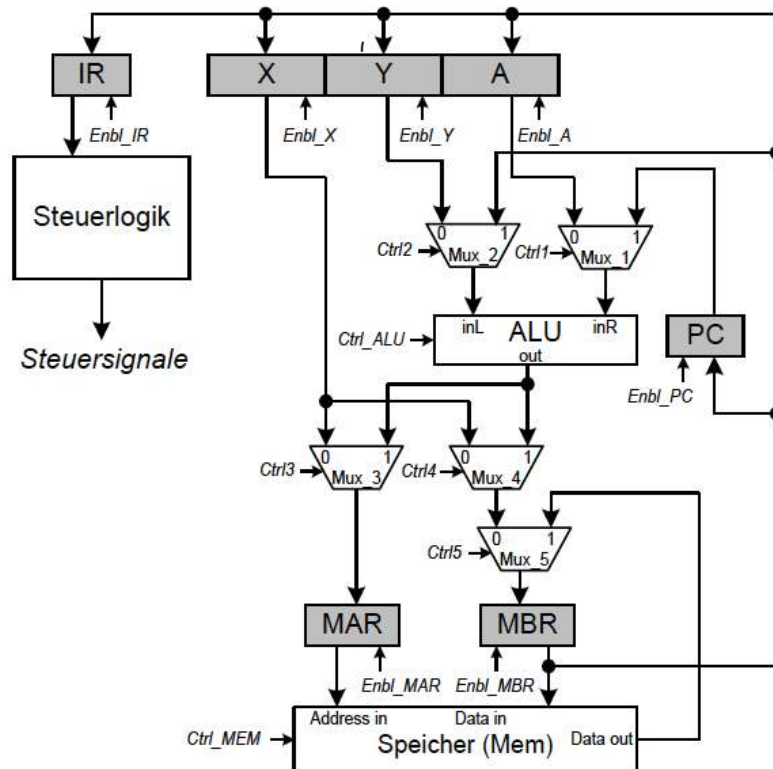 IR
X Y A
Enbl_IR
Enbl_X
Enbl_Y
Enbl_A
Steuerlogik
0 1
Mux_2
Ctrl2
0 1
Mux_1
Ctrl1
Steuersignale
Ctrl_ALU
inL ALU inR
out
PC
Enbl_PC
0 1
Mux_3
Ctrl3
0 1
Mux_4
Ctrl4
0 1
Mux_5
Ctrl5
MAR
MBR
Enbl_MAR
Enbl_MBR
Address in Data in
Ctrl_MEM
Speicher (Mem)
Data out